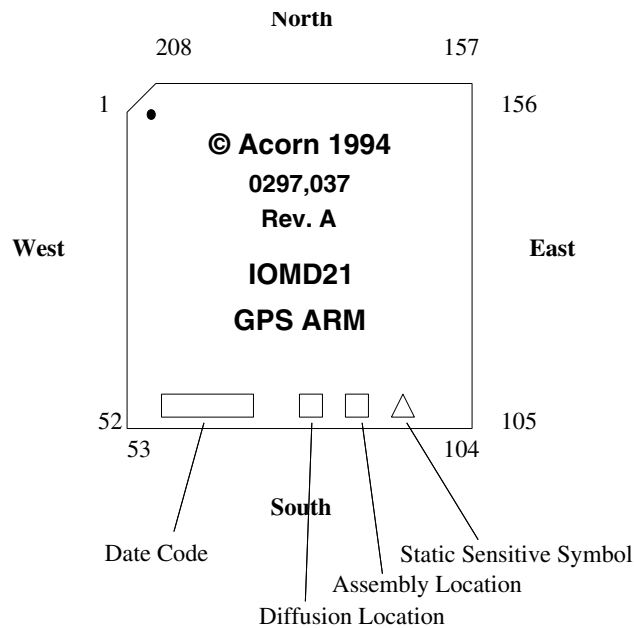 North
208 157
1 156
© Acorn 1994
0297,037
Rev. A
West East
IOMD21
GPS ARM
52 105
53 104
South
Date Code Static Sensitive Symbol
Assembly Location
Diffusion Location